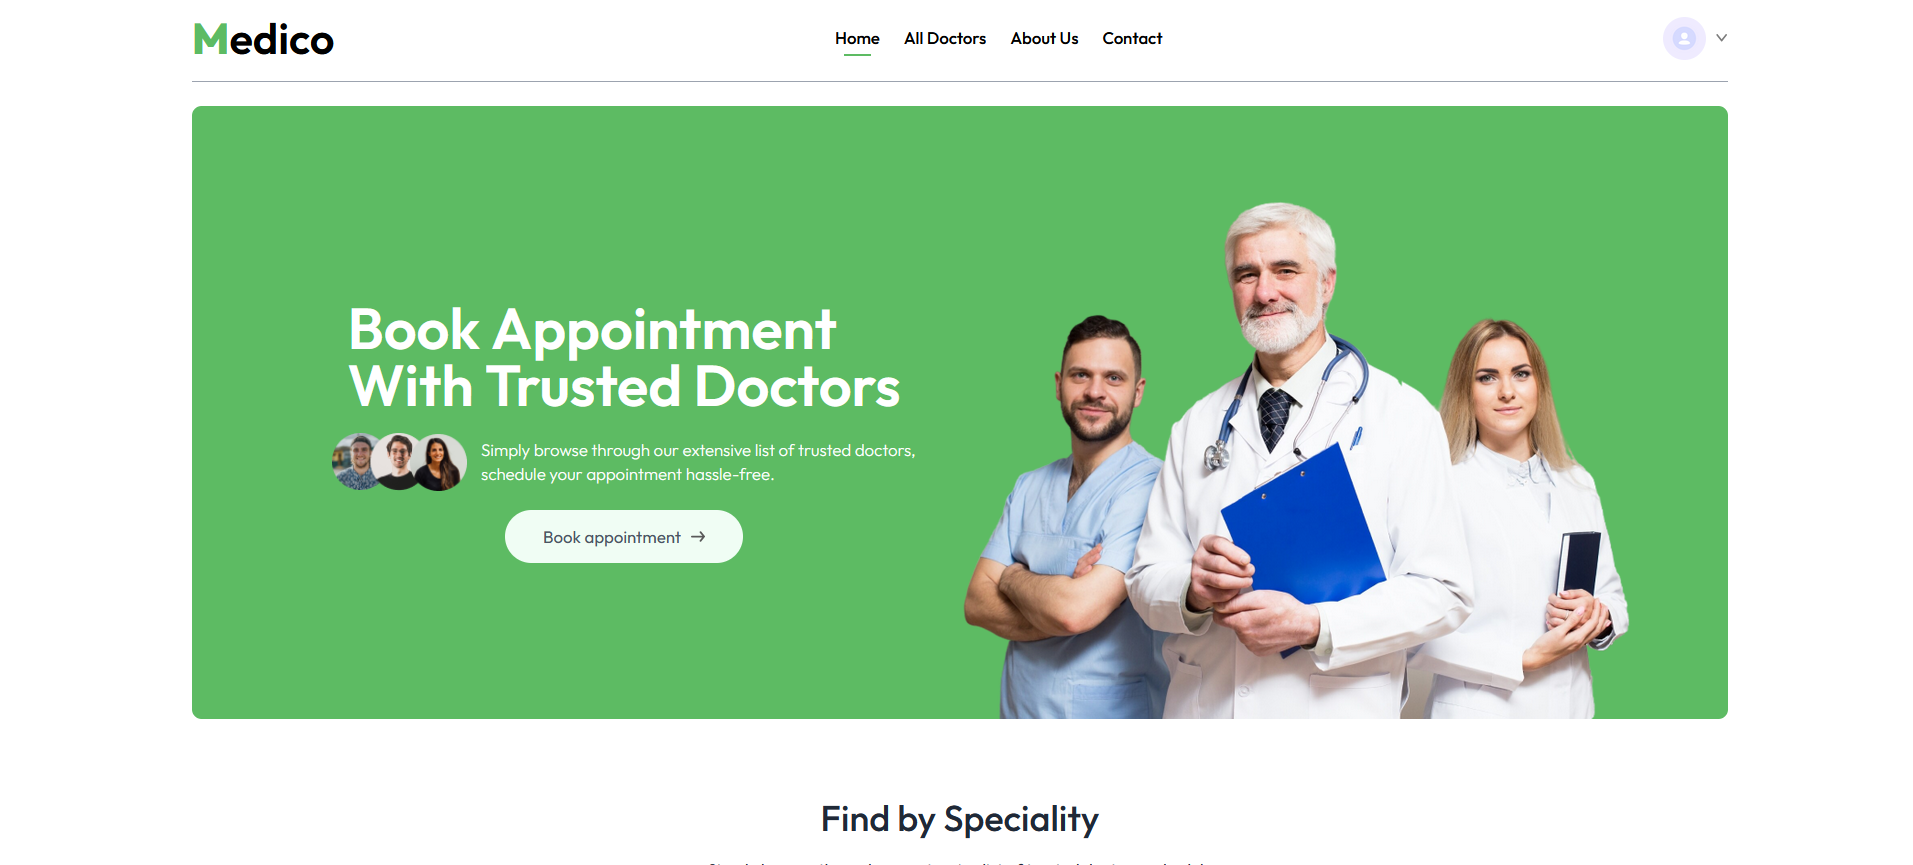 Medico
Home All Doctors About Us Contact
Book Appointment
With Trusted Doctors
Simply browse through our extensive list of trusted doctors,
schedule your appointment hassle-free.
Book appointment
Find by Speciality